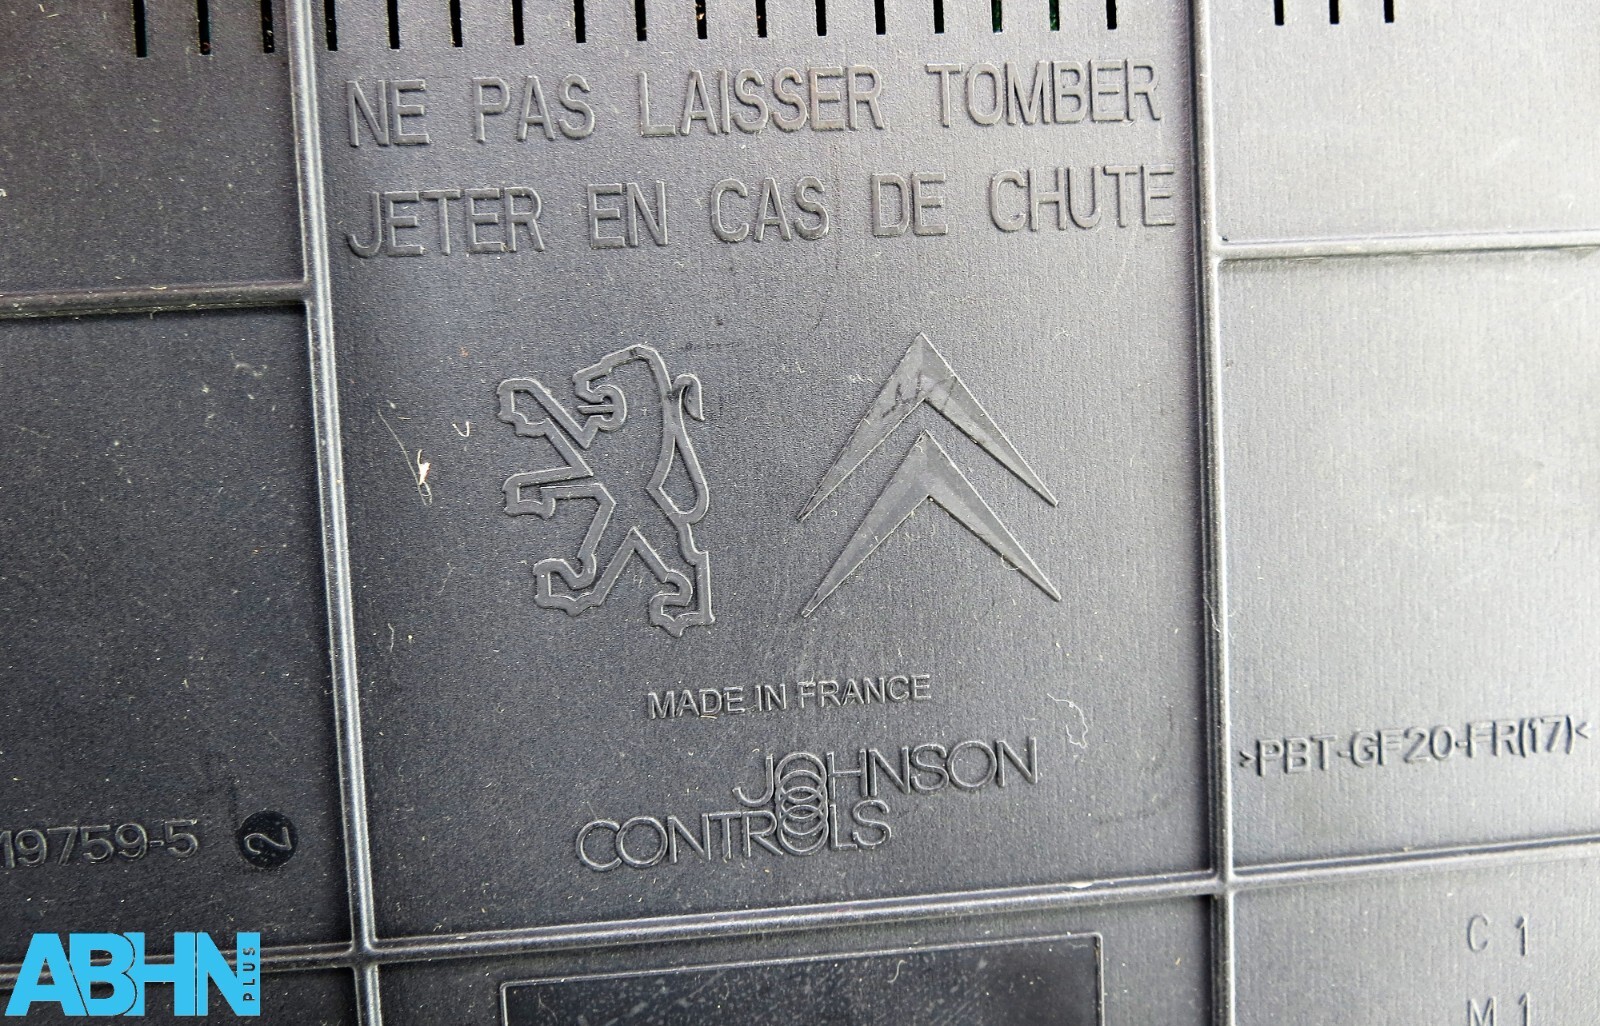 NE PAS LAISSER TOMBER
JETER EN CAS DE CHUTE
MADE IN FRANCE
JOHNSON
CONTROLS
>PBT-GF20-FR(17)<
19759-5
2
C 1
M 1
ABHN
PLUS